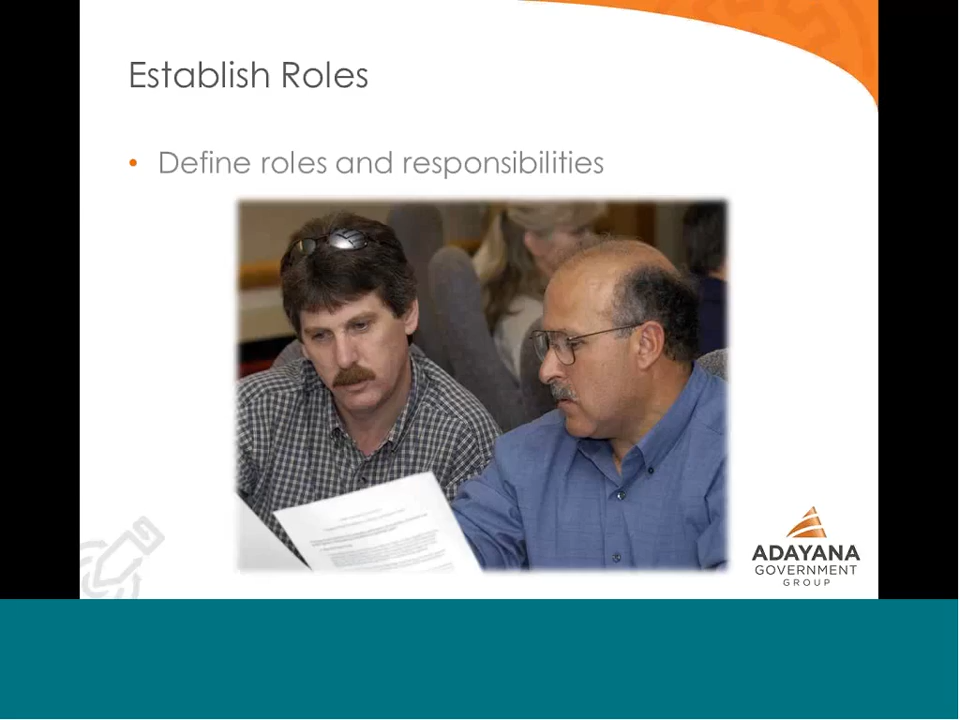 Establish Roles
• Define roles and responsibilities
ADAYANA
GOVERNMENT
GROUP